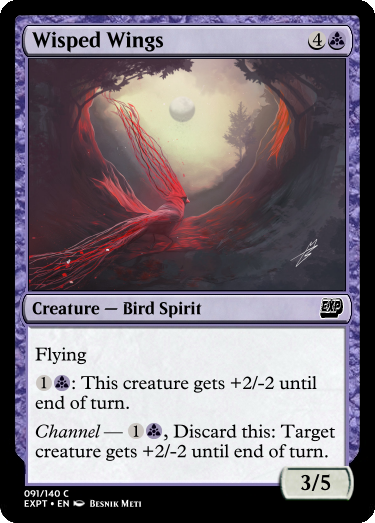 Wisped Wings 4
Creature — Bird Spirit EXP
Flying
1 : This creature gets +2/-2 until
end of turn.
Channel — 1 , Discard this: Target
creature gets +2/-2 until end of turn.
3/5
091/140 C
EXPT • EN Besnik Meti